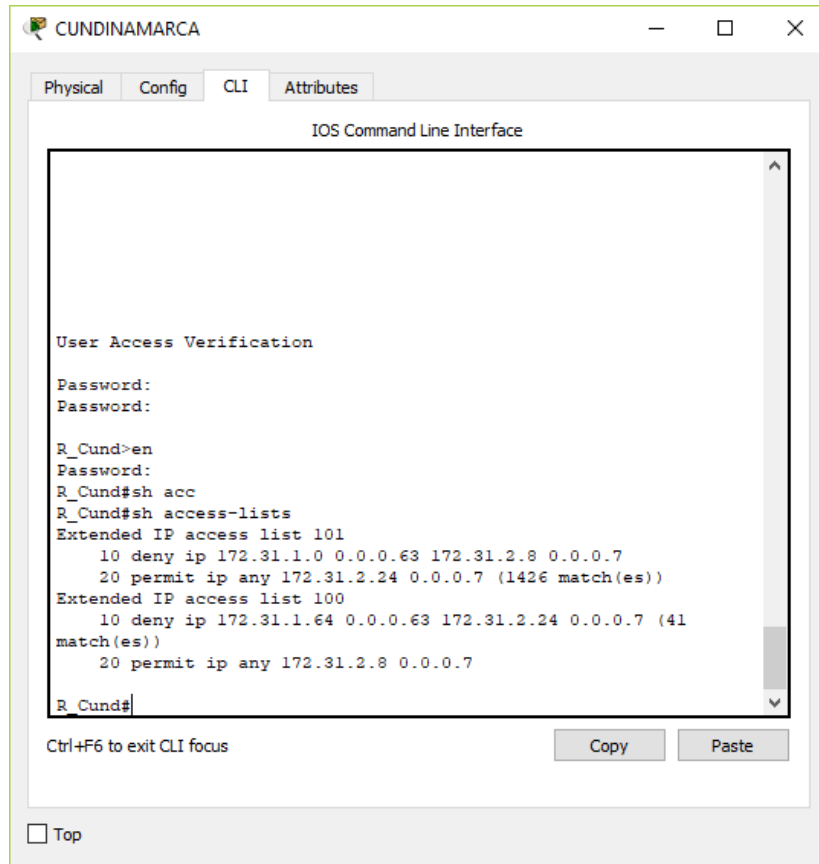 CUNDINAMARCA
Physical Config CLI Attributes
IOS Command Line Interface
User Access Verification
Password:
Password:
R_Cund>en
Password:
R_Cund#sh acc
R_Cund#sh access-lists
Extended IP access list 101
10 deny ip 172.31.1.0 0.0.0.63 172.31.2.8 0.0.0.7
20 permit ip any 172.31.2.24 0.0.0.7 (1426 match(es))
Extended IP access list 100
10 deny ip 172.31.1.64 0.0.0.63 172.31.2.24 0.0.0.7 (41
match(es))
20 permit ip any 172.31.2.8 0.0.0.7
R_Cund#
Ctrl+F6 to exit CLI focus Copy Paste
Top